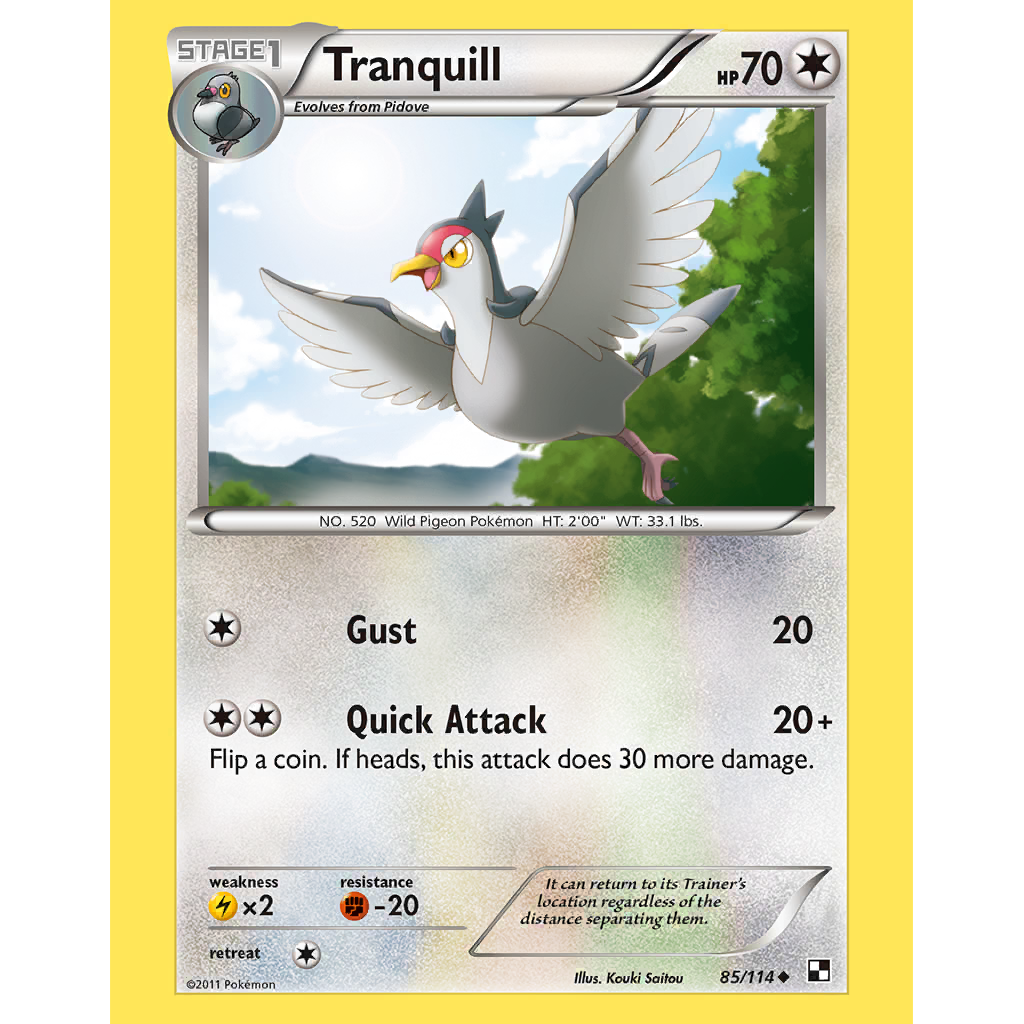 STAGE1
Tranquill
HP70
Evolves from Pidove
NO. 520 Wild Pigeon Pokémon HT: 2'00" WT: 33.1 lbs.
Gust 20
Quick Attack 20+
Flip a coin. If heads, this attack does 30 more damage.
weakness resistance
×2 -20
retreat
It can return to its Trainer's
location regardless of the
distance separating them.
Illus. Kouki Saitou 85/114
©2011 Pokémon